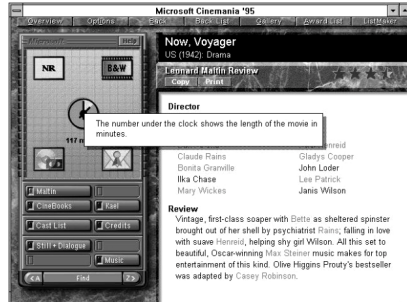 Microsoft Cinemania '95
Overview
Options
Back
Back List
Gallery
Award List
ListMaker
Microsoft
Help
NR
B&W
117 m
Maltin
CineBooks
Kael
Cast List
Credits
Still + Dialogue
Music
<A
Find
Z>
Now, Voyager
US (1942): Drama
Leonard Maltin Review
Copy
Print
Director
The number under the clock shows the length of the movie in
minutes.
Claude Rains
Gladys Cooper
Bonita Granville
John Loder
Ilka Chase
Lee Patrick
Mary Wickes
Janis Wilson
Review
Vintage, first-class soaper with Bette as sheltered spinster
brought out of her shell by psychiatrist Rains; falling in love
with suave Henreid, helping shy girl Wilson. All this set to
beautiful, Oscar-winning Max Steiner music makes for top
entertainment of this kind. Olive Higgins Prouty's bestseller
was adapted by Casey Robinson.